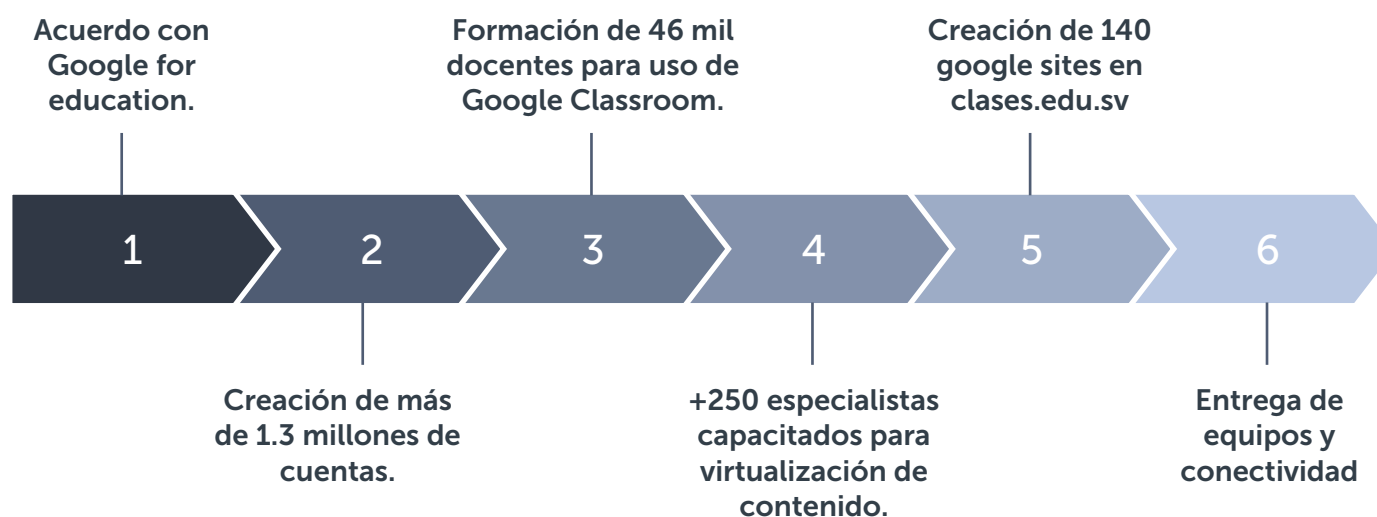 Acuerdo con
Google for
education.
Formación de 46 mil
docentes para uso de
Google Classroom.
Creación de 140
google sites en
clases.edu.sv
1
2
3
4
5
6
Creación de más
de 1.3 millones de
cuentas.
+250 especialistas
capacitados para
virtualización de
contenido.
Entrega de
equipos y
conectividad